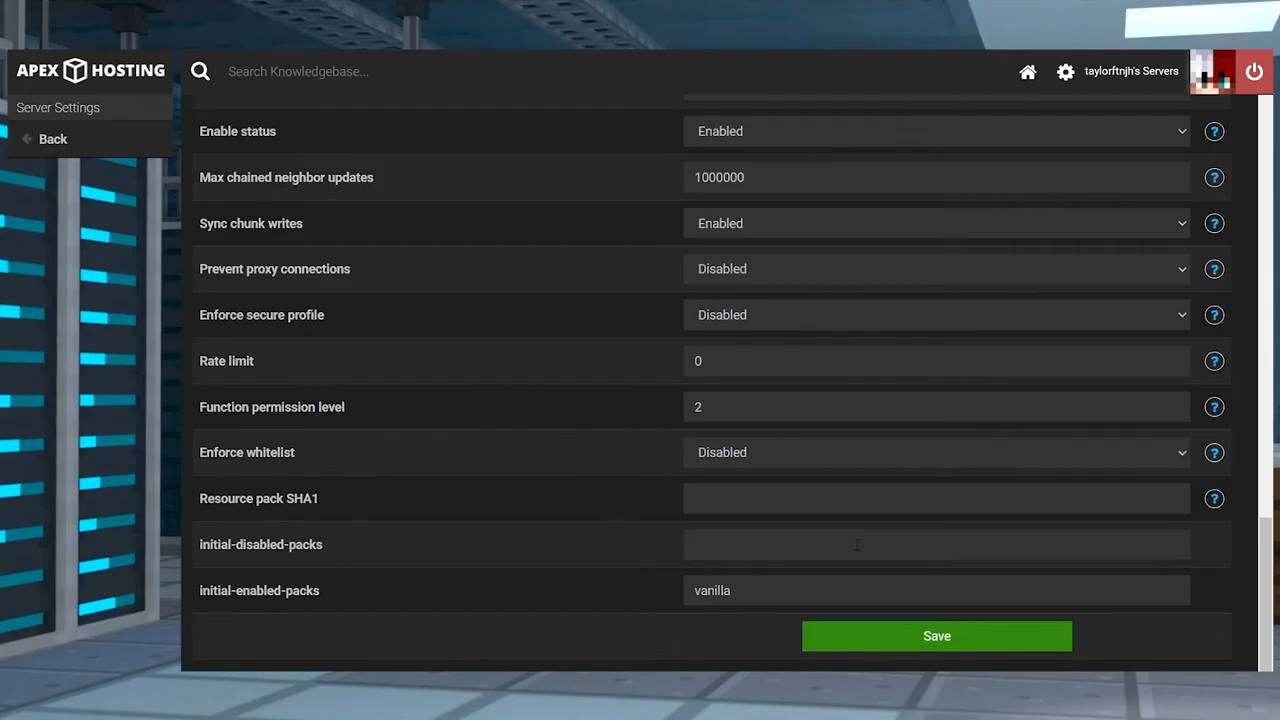 APEX HOSTING
Search Knowledgebase...
taylorftnjh's Servers
Server Settings
Back
Enable status
Enabled
?
Max chained neighbor updates
1000000
?
Sync chunk writes
Enabled
?
Prevent proxy connections
Disabled
?
Enforce secure profile
Disabled
?
Rate limit
0
?
Function permission level
2
?
Enforce whitelist
Disabled
?
Resource pack SHA1
?
initial-disabled-packs
initial-enabled-packs
vanilla
Save